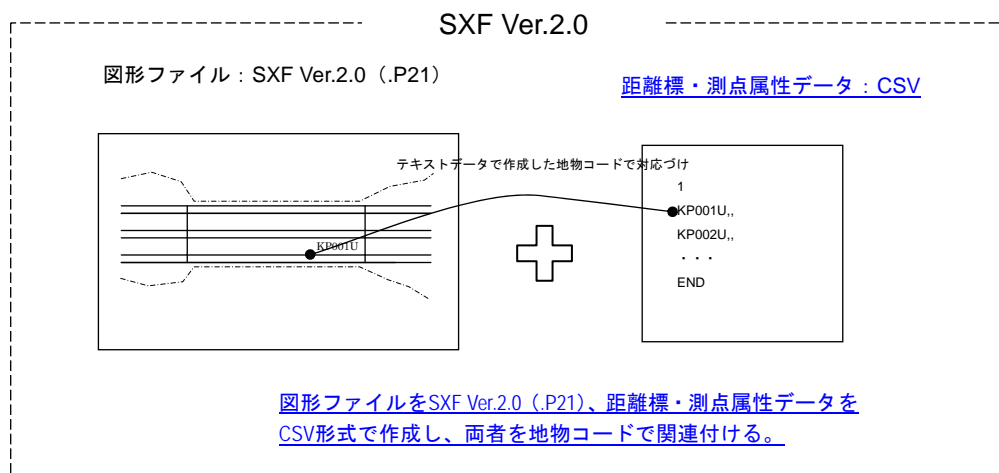 SXF Ver.2.0
図形ファイル：SXF Ver.2.0（.P21）
距離標・測点属性データ：CSV
テキストデータで作成した地物コードで対応づけ
KP001U
1
KP001U,,
KP002U,,
・・・
END
図形ファイルをSXF Ver.2.0（.P21）、距離標・測点属性データを
CSV形式で作成し、両者を地物コードで関連付ける。